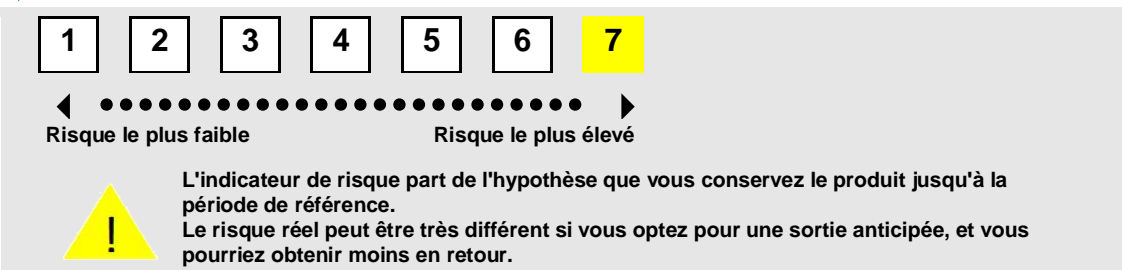 1 2 3 4 5 6 7
Risque le plus faible Risque le plus élevé
L'indicateur de risque part de l'hypothèse que vous conservez le produit jusqu'à la
période de référence.
Le risque réel peut être très différent si vous optez pour une sortie anticipée, et vous
pourriez obtenir moins en retour.
!